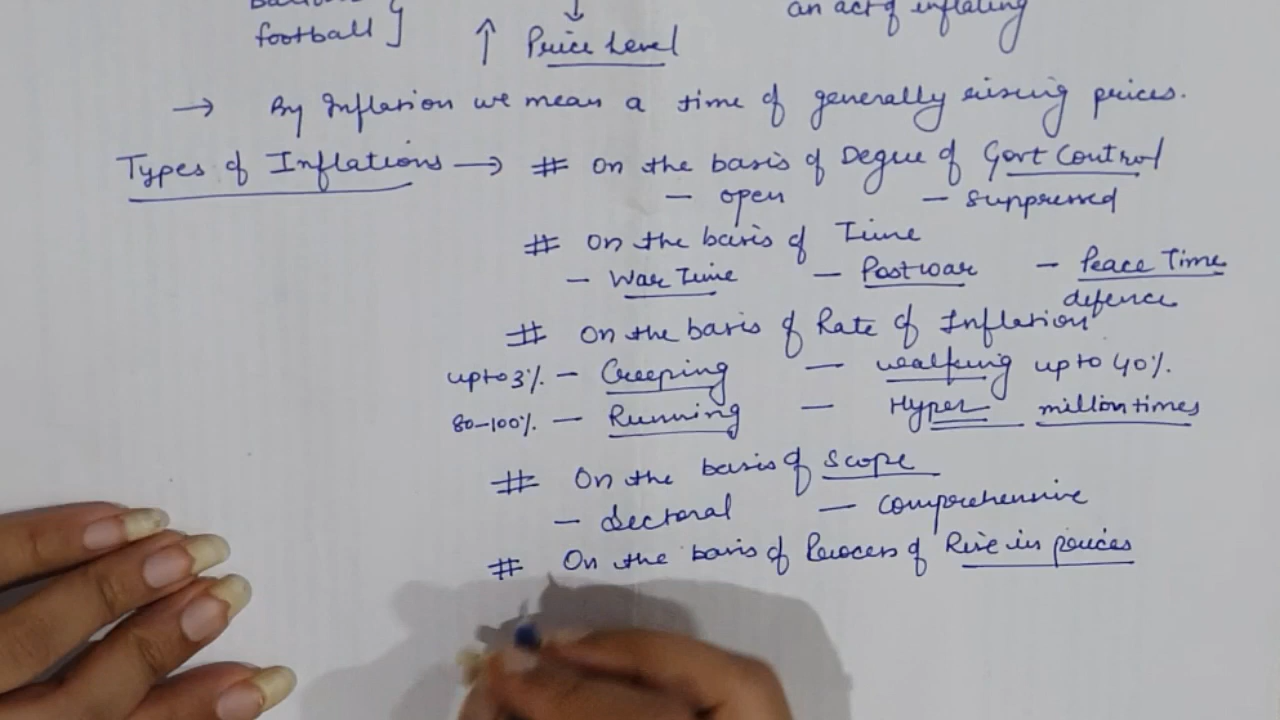 football
an act of inflating
↑ Price Level
→ By Inflation we mean a time of generally rising prices.
Types of Inflations → # On the basis of Degree of Govt Control
- open - suppressed
# On the basis of Time
- War Time - Postwar - Peace Time
defence
# On the basis of Rate of Inflation
upto 3%. - Creeping - walking upto 40%.
80-100%. - Running - Hyper million times
# On the basis of Scope
- Sectoral - comprehensive
# On the basis of Process of Rise in prices